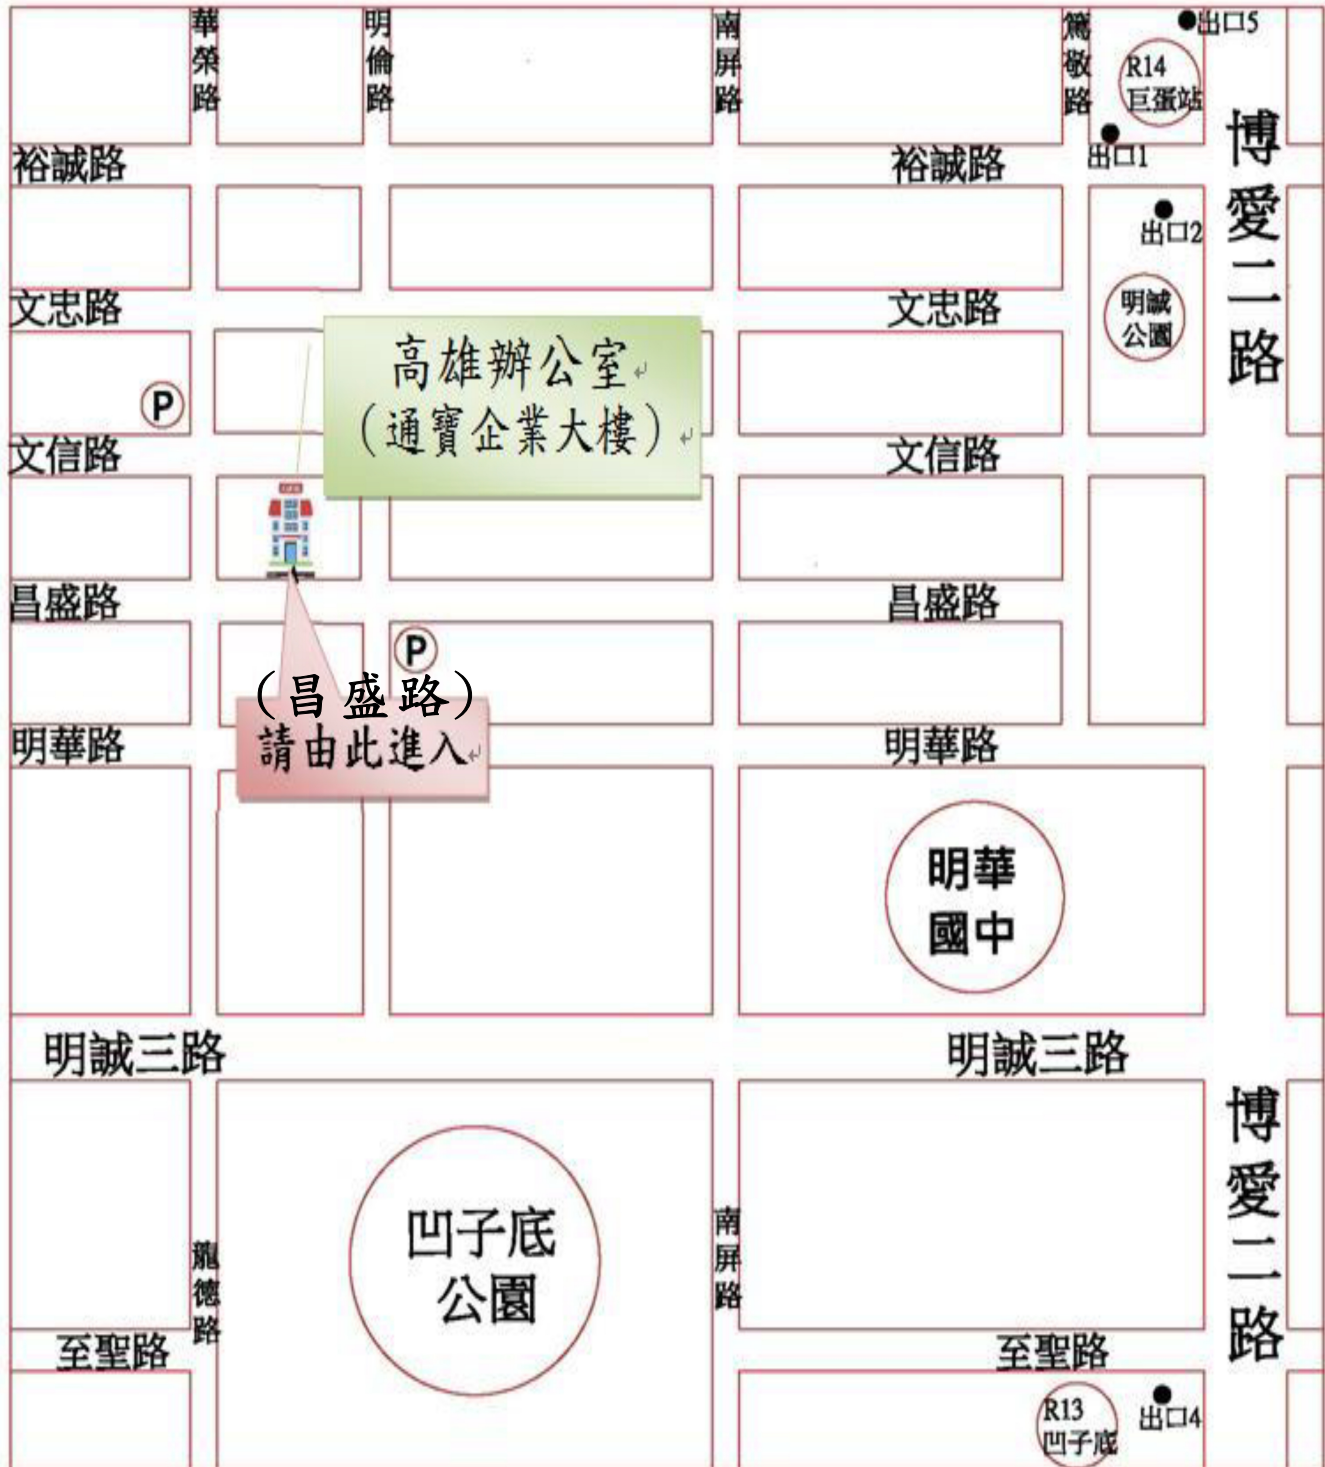 華榮路
明倫路
南屏路
篤敬路
出口5
R14
巨蛋站
出口1
博愛二路
裕誠路
裕誠路
出口2
明誠
公園
文忠路
文忠路
高雄辦公室
（通寶企業大樓）
P
文信路
文信路
昌盛路
昌盛路
P
（昌盛路）
請由此進入
明華路
明華路
明華
國中
明誠三路
明誠三路
博愛二路
凹子底
公園
南屏路
龍德路
至聖路
至聖路
R13
凹子底
出口4